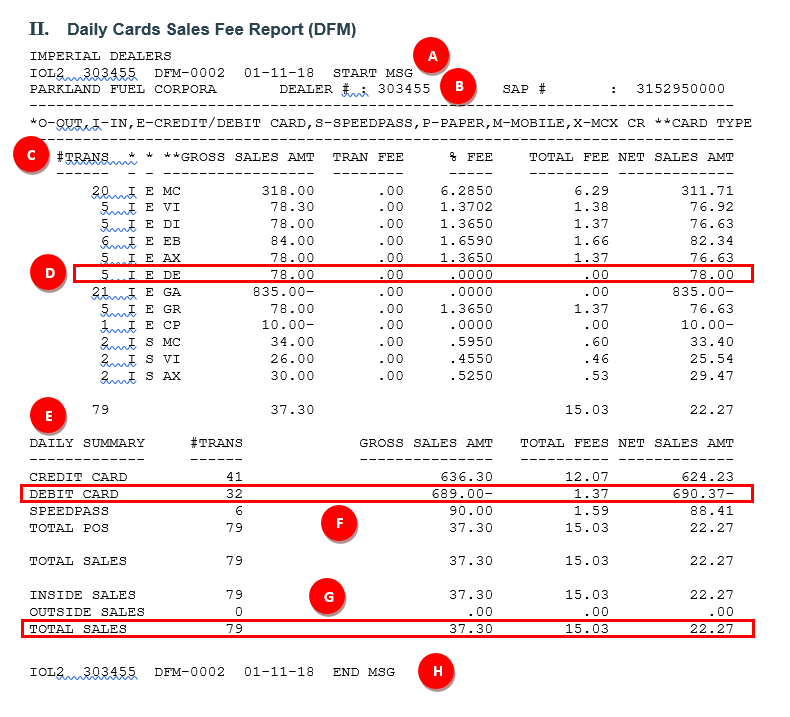 II. Daily Cards Sales Fee Report (DFM)
IMPERIAL DEALERS
A
IOL2 303455 DFM-0002 01-11-18 START MSG
PARKLAND FUEL CORPORA DEALER # : 303455 B SAP # : 3152950000
*O-OUT,I-IN,E-CREDIT/DEBIT CARD,S-SPEEDPASS,P-PAPER,M-MOBILE,X-MCX CR **CARD TYPE
C #TRANS * * **GROSS SALES AMT TRAN FEE % FEE TOTAL FEE NET SALES AMT
20 I E MC 318.00 .00 6.2850 6.29 311.71
5 I E VI 78.30 .00 1.3702 1.38 76.92
5 I E DI 78.00 .00 1.3650 1.37 76.63
6 I E EB 84.00 .00 1.6590 1.66 82.34
5 I E AX 78.00 .00 1.3650 1.37 76.63
D 5 I E DE 78.00 .00 .0000 .00 78.00
21 I E GA 835.00- .00 .0000 .00 835.00-
5 I E GR 78.00 .00 1.3650 1.37 76.63
1 I E CP 10.00- .00 .0000 .00 10.00-
2 I S MC 34.00 .00 .5950 .60 33.40
2 I S VI 26.00 .00 .4550 .46 25.54
2 I S AX 30.00 .00 .5250 .53 29.47
E 79 37.30 15.03 22.27
DAILY SUMMARY #TRANS GROSS SALES AMT TOTAL FEES NET SALES AMT
CREDIT CARD 41 636.30 12.07 624.23
DEBIT CARD 32 689.00- 1.37 690.37-
SPEEDPASS 6 90.00 1.59 88.41
TOTAL POS 79 F 37.30 15.03 22.27
TOTAL SALES 79 37.30 15.03 22.27
INSIDE SALES 79 G 37.30 15.03 22.27
OUTSIDE SALES 0 .00 .00 .00
TOTAL SALES 79 37.30 15.03 22.27
IOL2 303455 DFM-0002 01-11-18 END MSG H